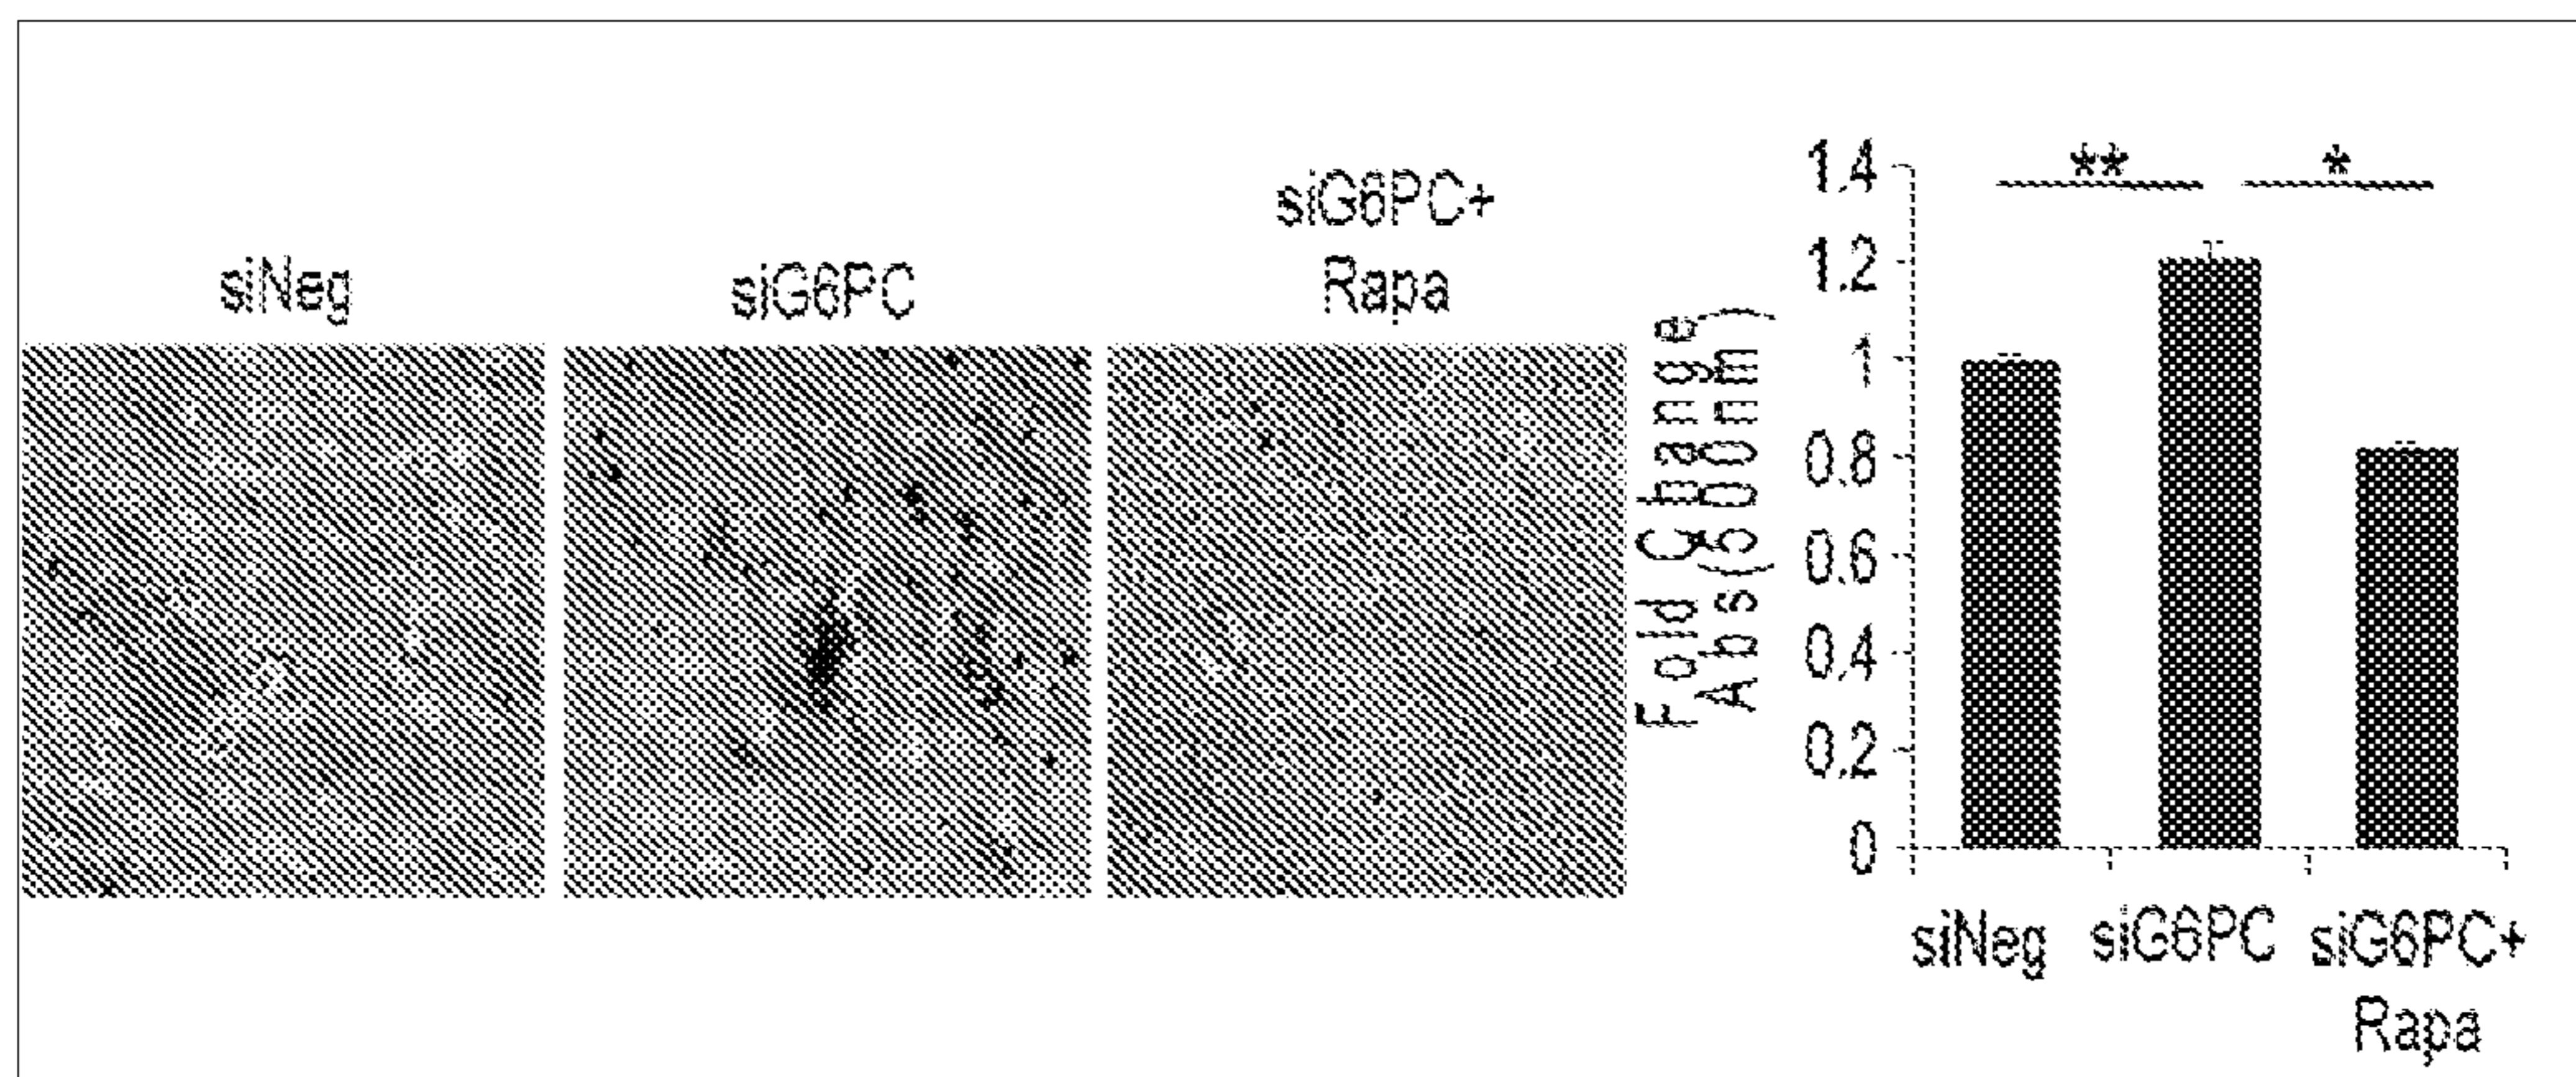 siNeg
siG6PC
siG6PC+
Rapa
Fold Change
Abs(600nm)
1.4
1.2
1
0.8
0.6
0.4
0.2
0
**
*
siNeg
siG6PC
siG6PC+
Rapa